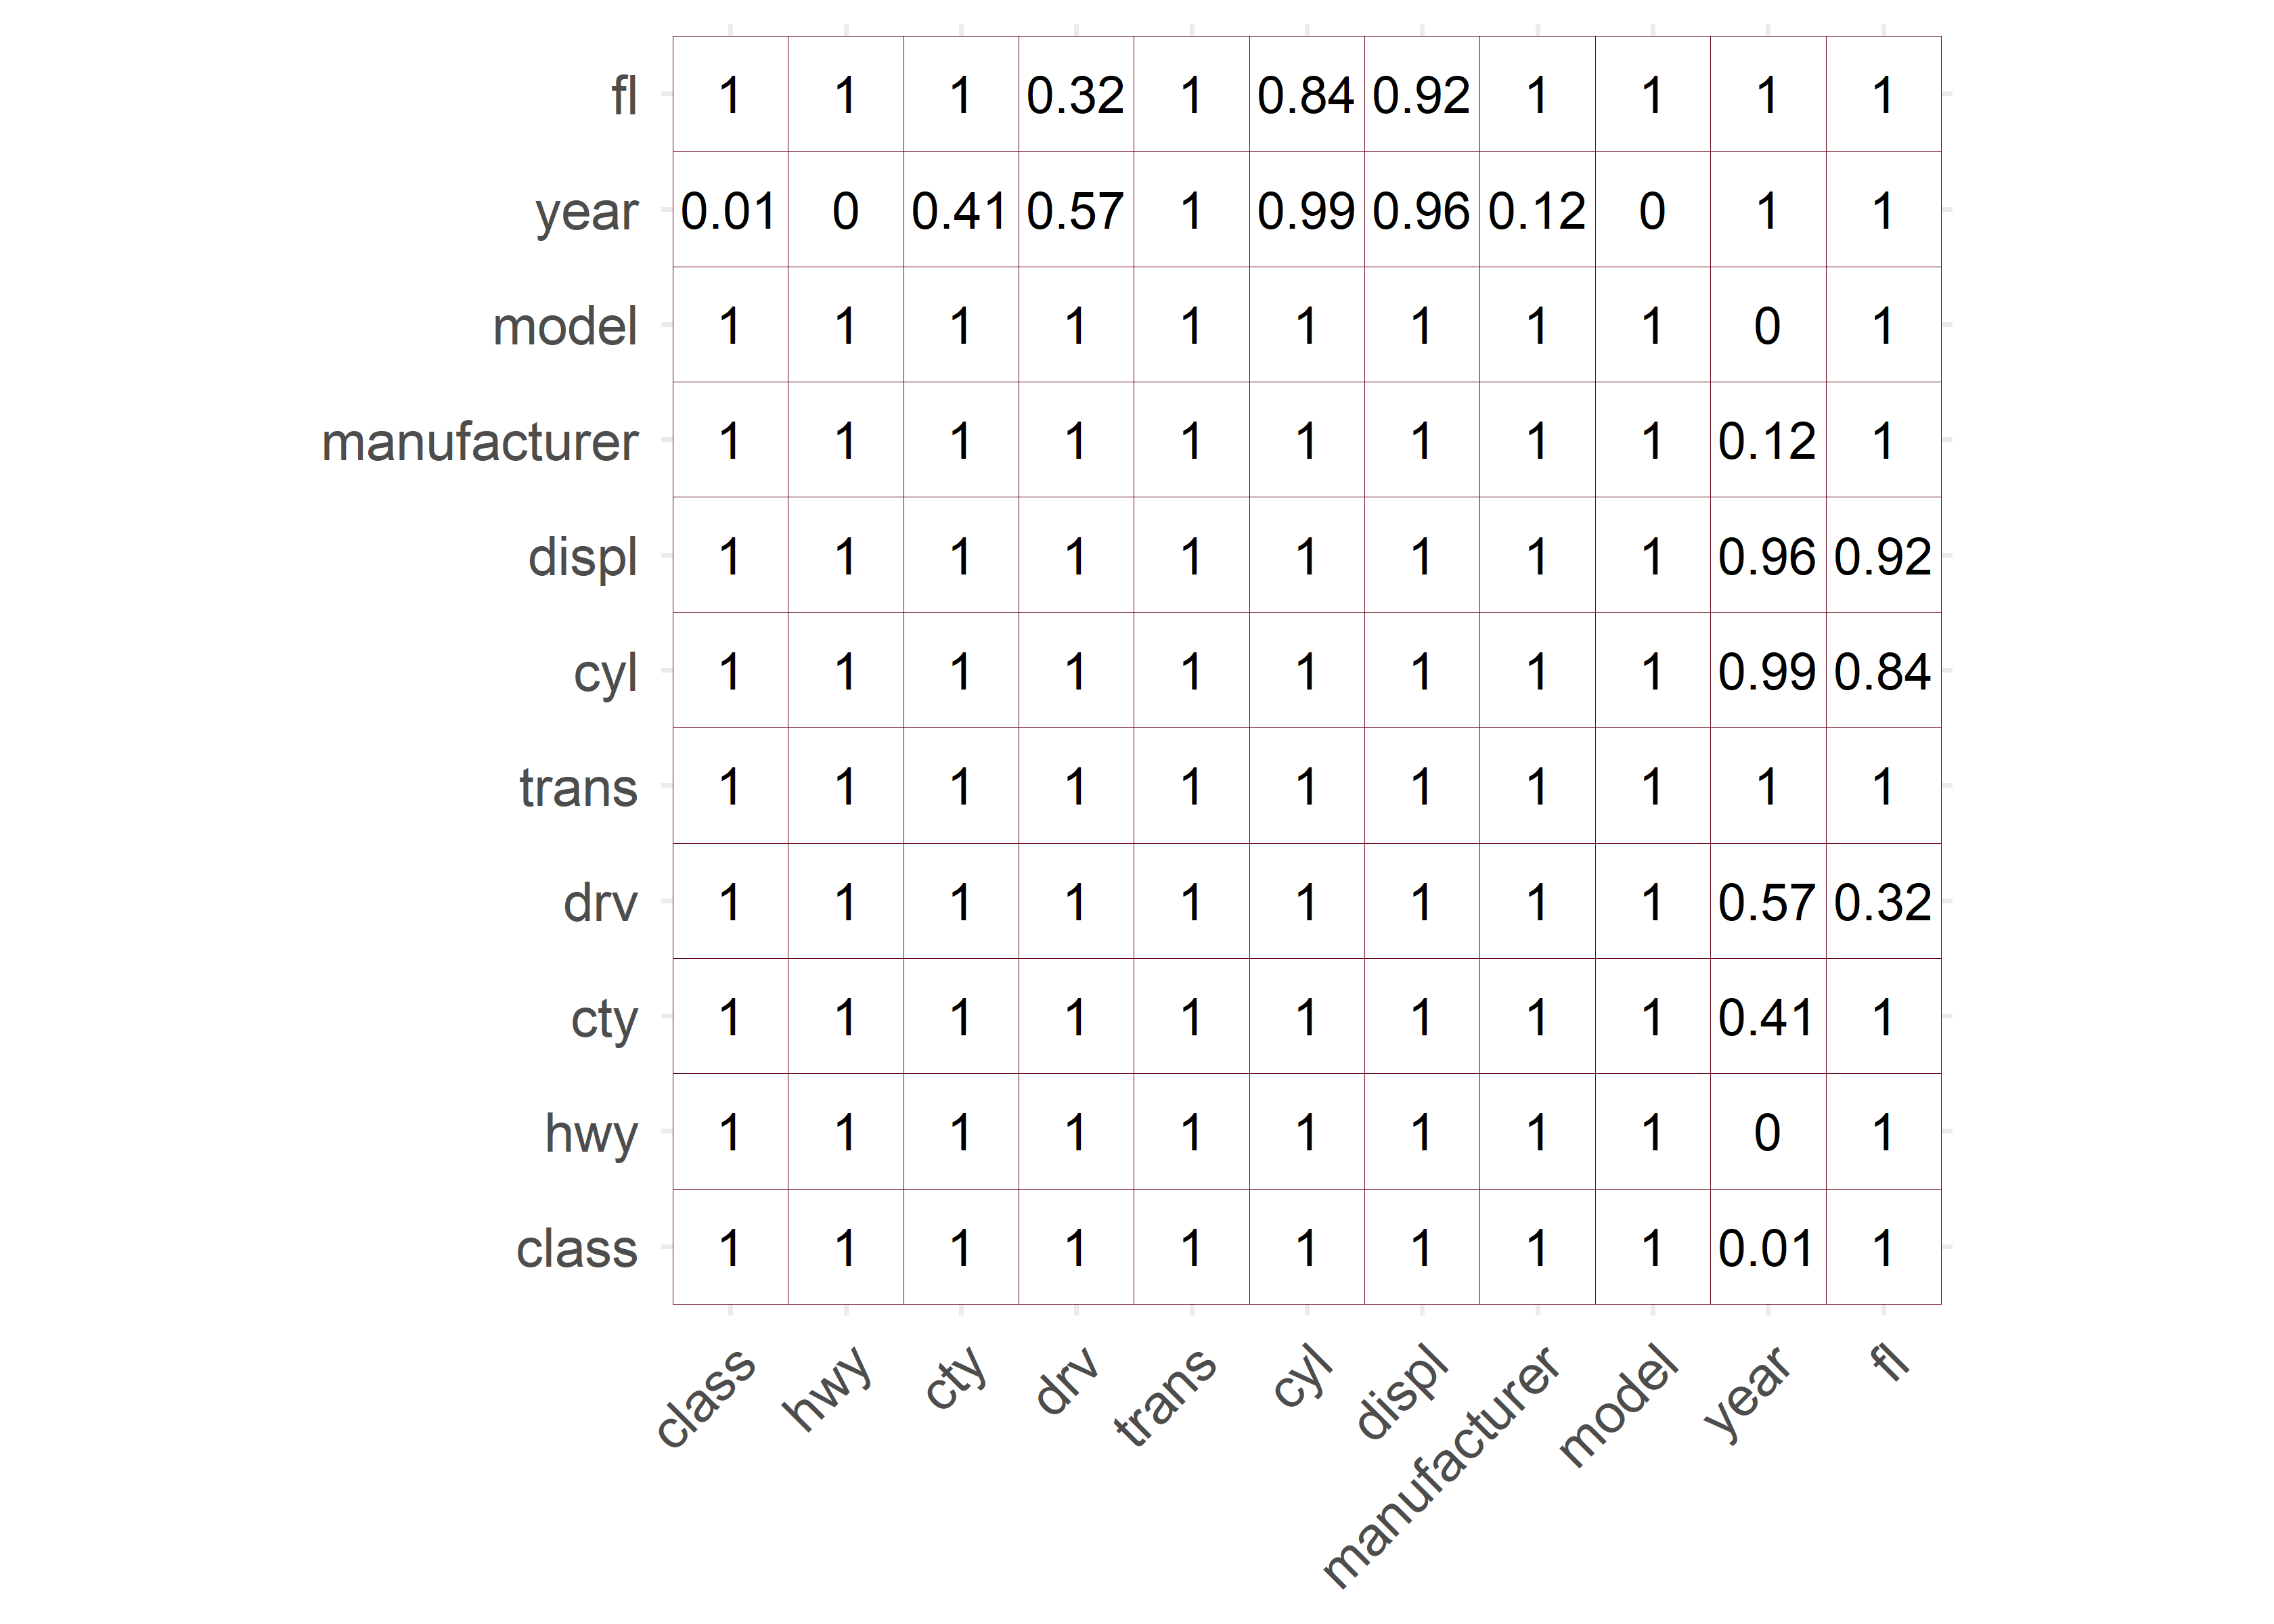 fl 1 1 1 0.32 1 0.84 0.92 1 1 1 1
year 0.01 0 0.41 0.57 1 0.99 0.96 0.12 0 1 1
model 1 1 1 1 1 1 1 1 1 0 1
manufacturer 1 1 1 1 1 1 1 1 1 0.12 1
displ 1 1 1 1 1 1 1 1 1 0.96 0.92
cyl 1 1 1 1 1 1 1 1 1 0.99 0.84
trans 1 1 1 1 1 1 1 1 1 1 1
drv 1 1 1 1 1 1 1 1 1 0.57 0.32
cty 1 1 1 1 1 1 1 1 1 0.41 1
hwy 1 1 1 1 1 1 1 1 1 0 1
class 1 1 1 1 1 1 1 1 1 0.01 1
class hwy cty drv trans cyl displ manufacturer model year fl